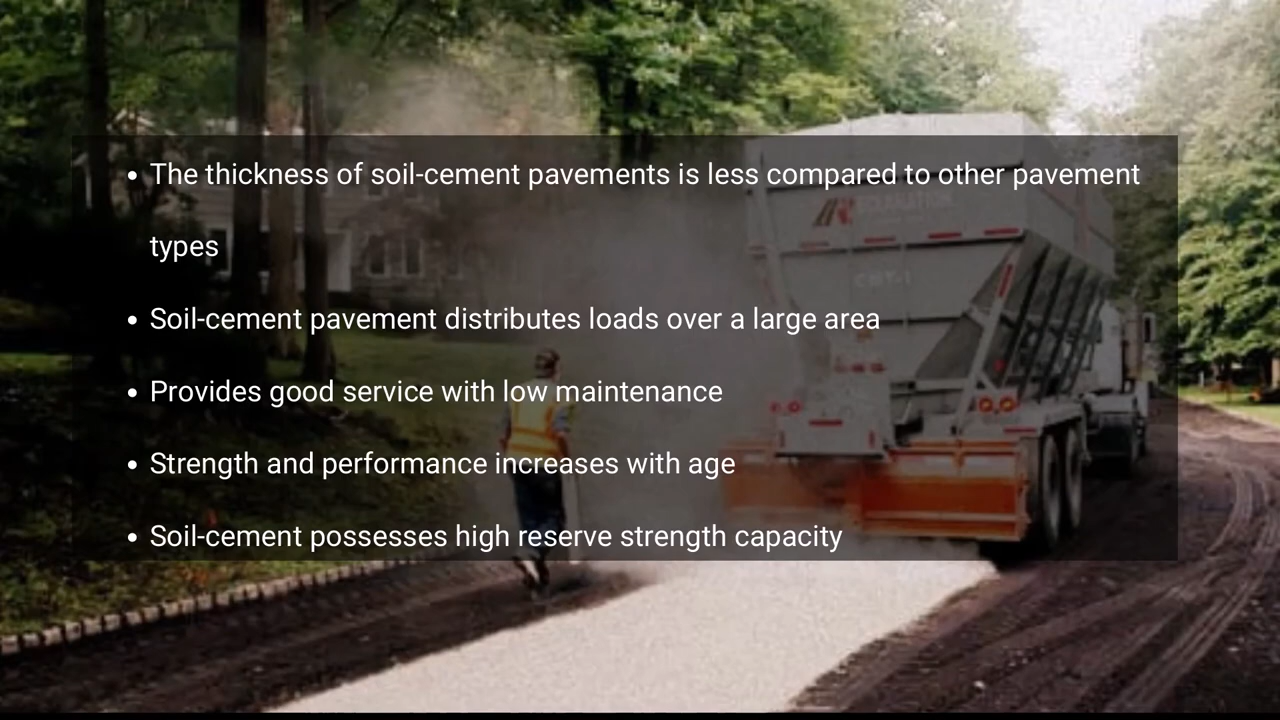 • The thickness of soil-cement pavements is less compared to other pavement
types
• Soil-cement pavement distributes loads over a large area
• Provides good service with low maintenance
• Strength and performance increases with age
• Soil-cement possesses high reserve strength capacity